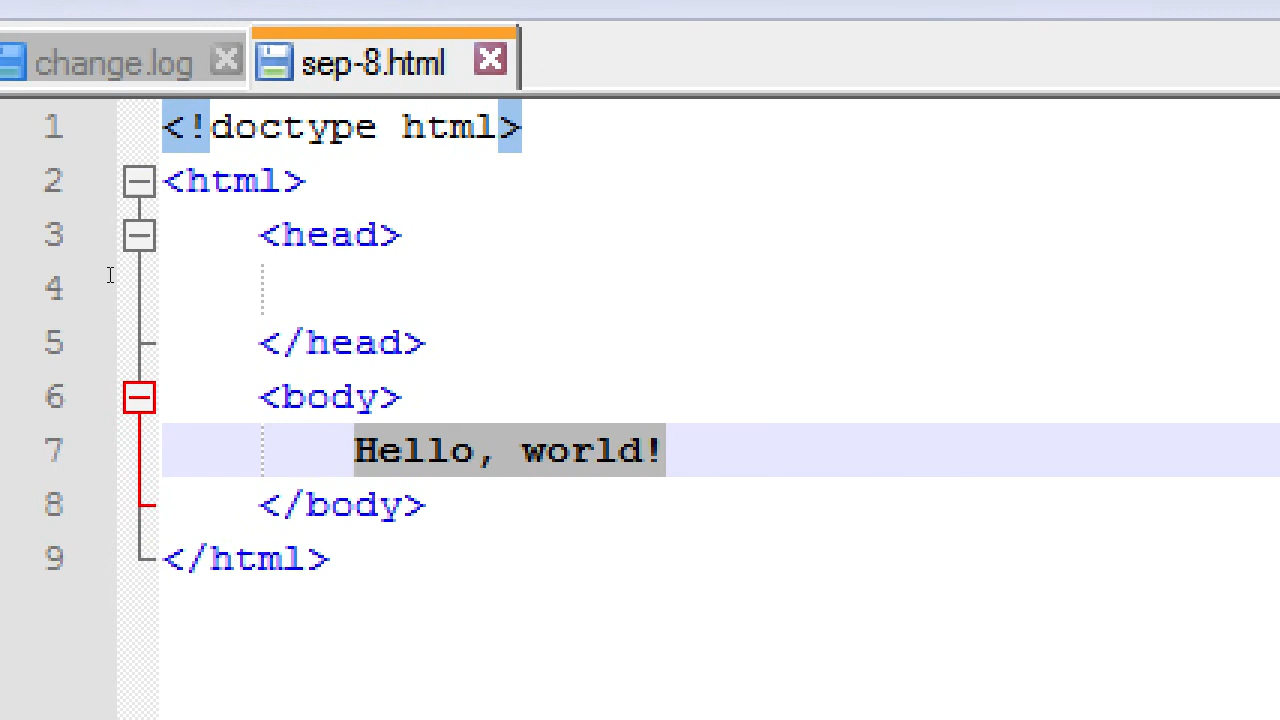 change.log sep-8.html
1 <!doctype html>
2 <html>
3 <head>
4
5 </head>
6 <body>
7 Hello, world!
8 </body>
9 </html>